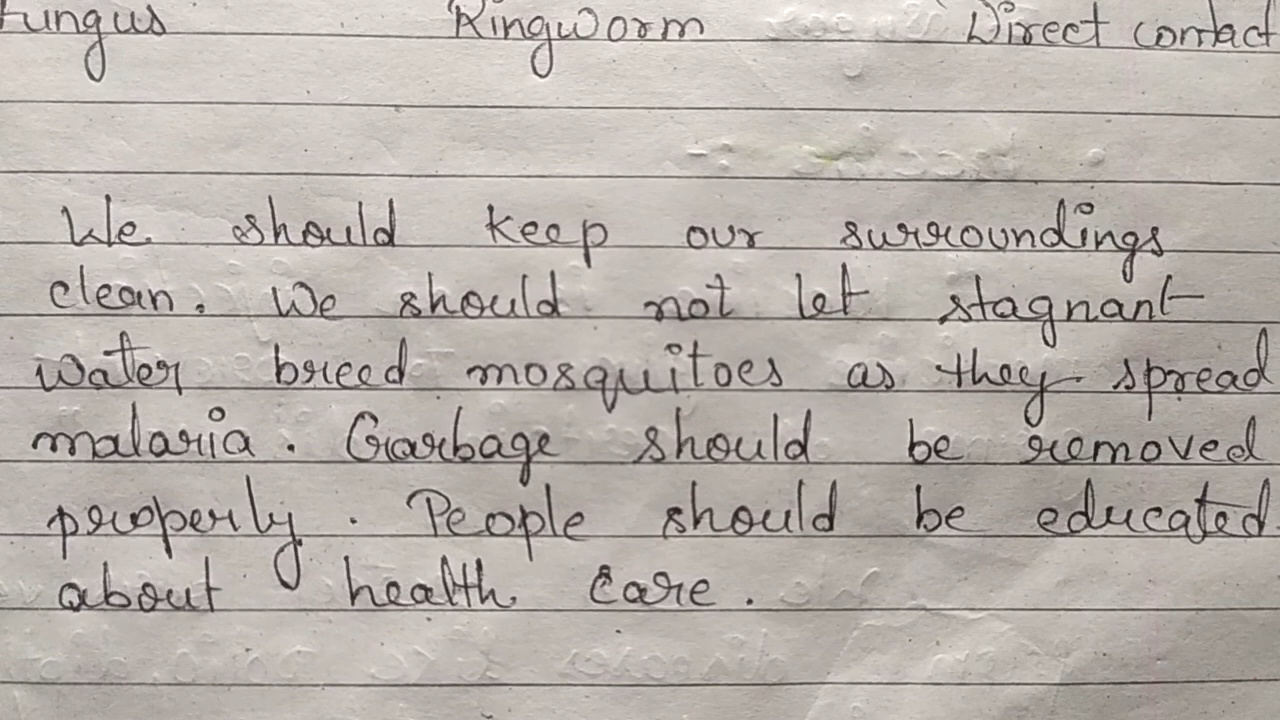 Fungus Ringworm Direct contact
We should keep our surroundings
clean. We should not let stagnant
water breed mosquitoes as they spread
malaria. Garbage should be removed
properly. People should be educated
about health care.